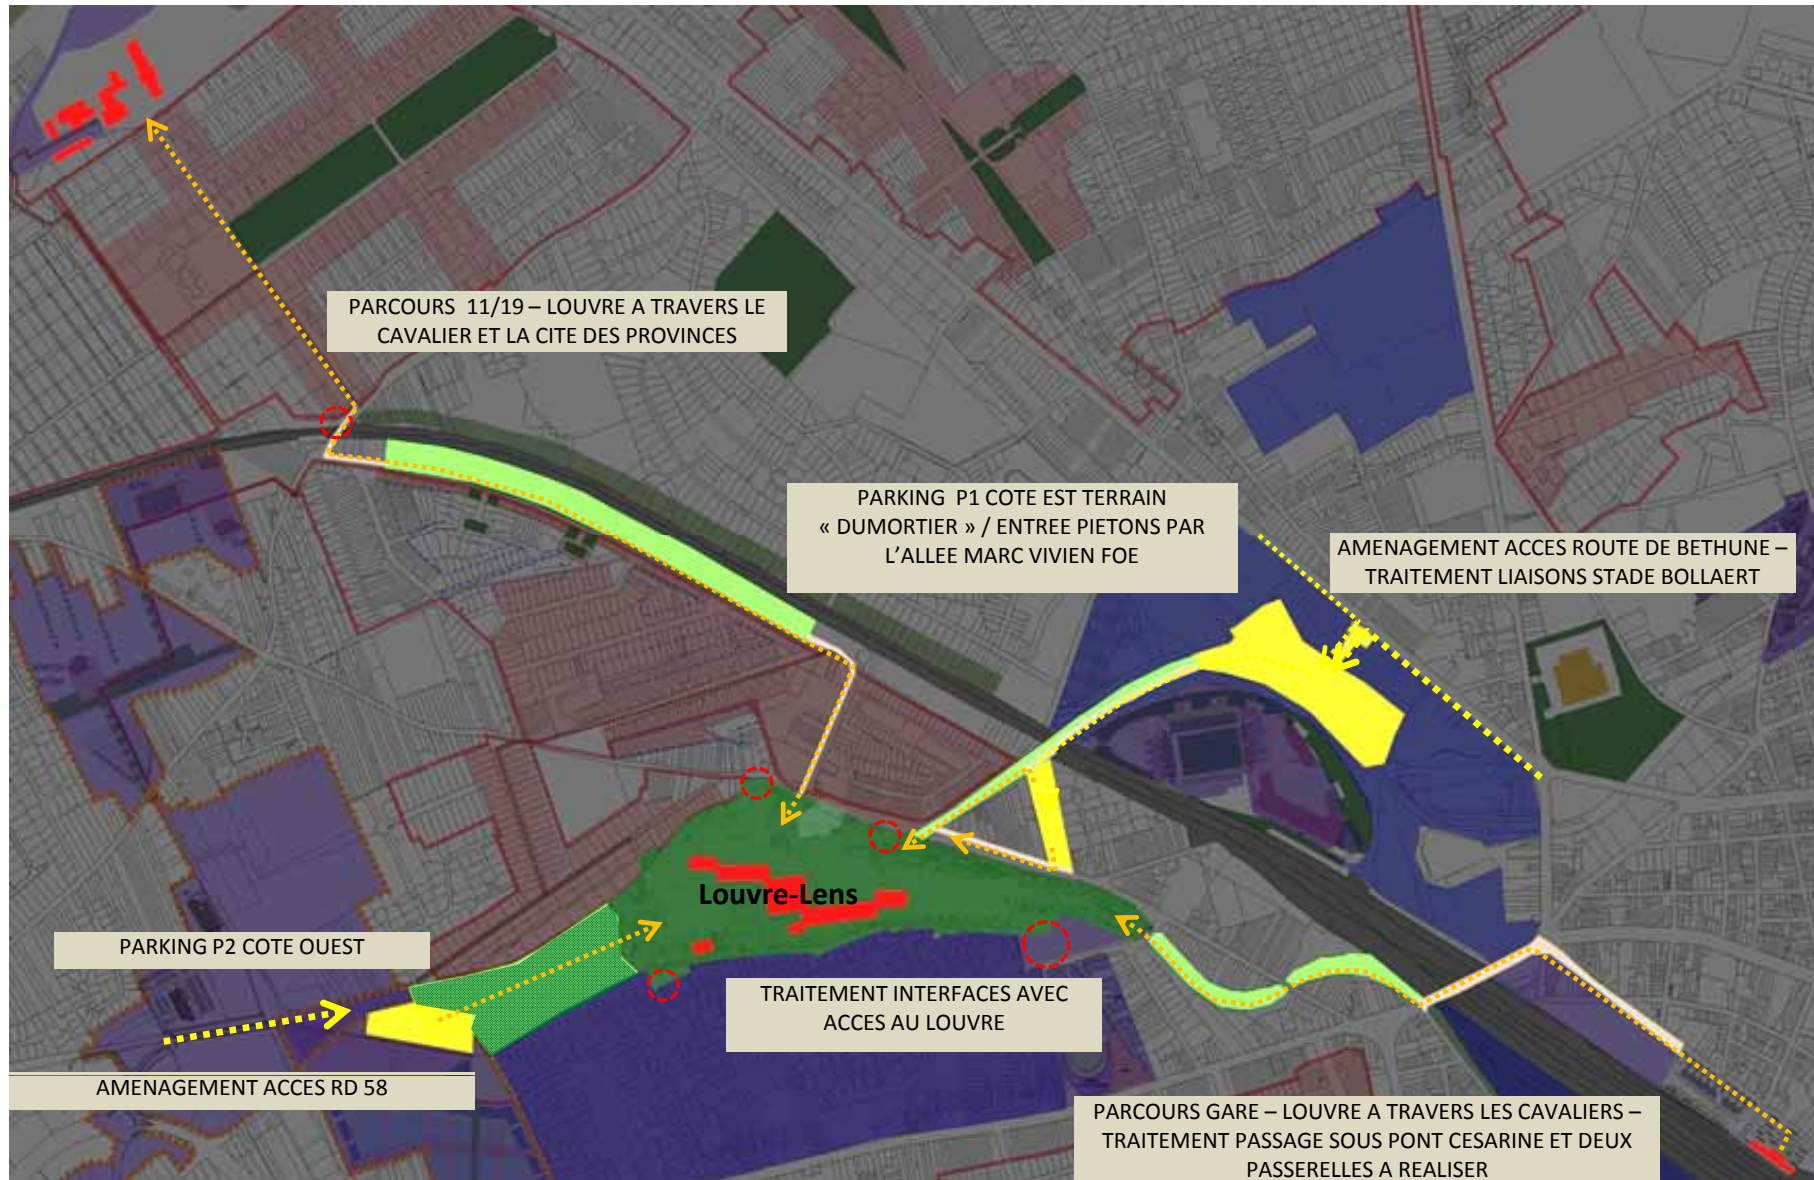 PARCOURS 11/19 – LOUVRE A TRAVERS LE
CAVALIER ET LA CITE DES PROVINCES
PARKING P1 COTE EST TERRAIN
« DUMORTIER » / ENTREE PIETONS PAR
L’ALLEE MARC VIVIEN FOE
AMENAGEMENT ACCES ROUTE DE BETHUNE –
TRAITEMENT LIAISONS STADE BOLLAERT
Louvre-Lens
PARKING P2 COTE OUEST
TRAITEMENT INTERFACES AVEC
ACCES AU LOUVRE
AMENAGEMENT ACCES RD 58
PARCOURS GARE – LOUVRE A TRAVERS LES CAVALIERS –
TRAITEMENT PASSAGE SOUS PONT CESARINE ET DEUX
PASSERELLES A REALISER